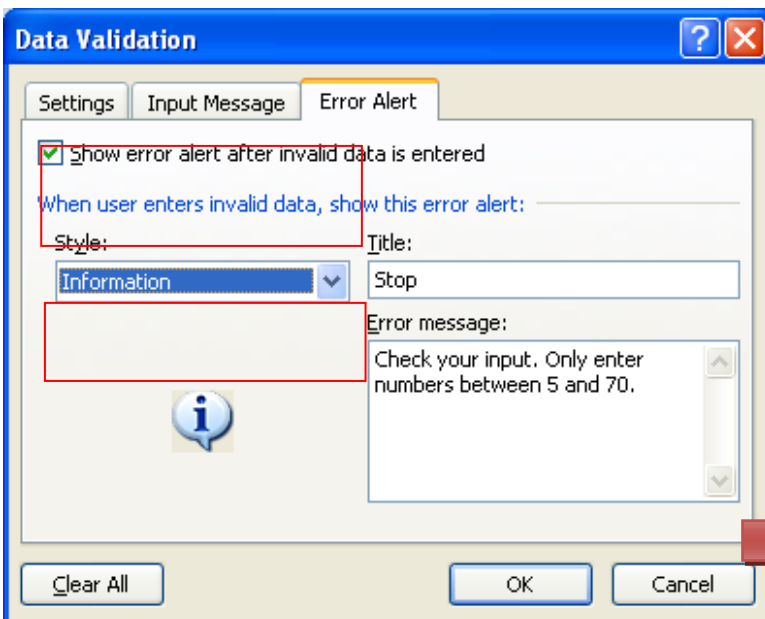 Data Validation
Settings Input Message Error Alert
Show error alert after invalid data is entered
When user enters invalid data, show this error alert:
Style: Title:
Information Stop
Error message:
Check your input. Only enter
numbers between 5 and 70.
Clear All OK Cancel